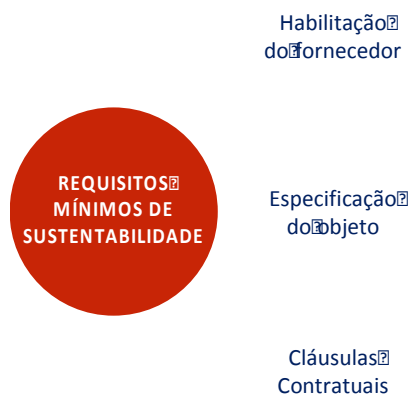 Habilitação
do fornecedor
REQUISITOS
MÍNIMOS DE
SUSTENTABILIDADE
Especificação
do objeto
Cláusulas
Contratuais